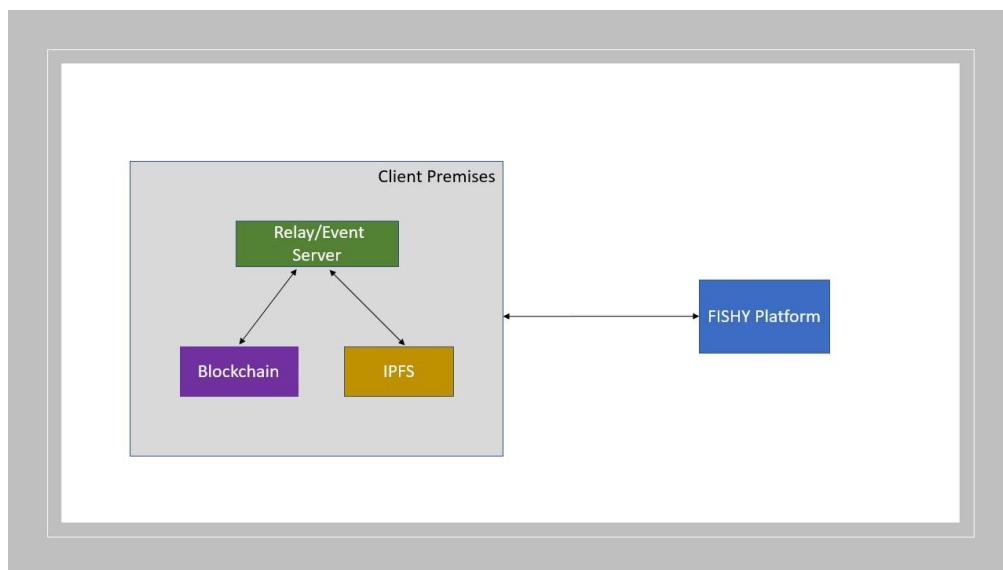 Client Premises
Relay/Event
Server
Blockchain
IPFS
FISHY Platform